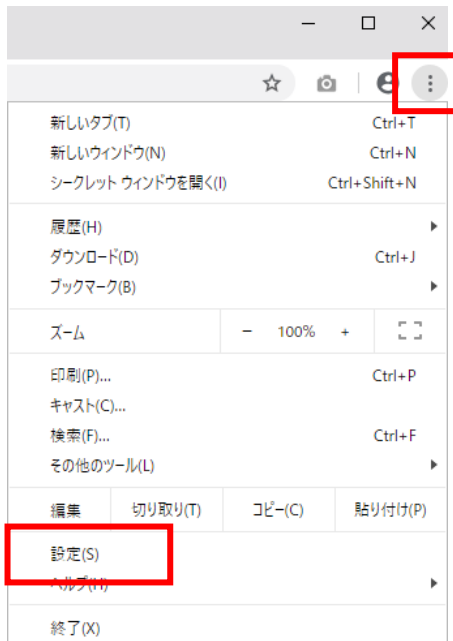 新しいタブ(T) Ctrl+T
新しいウィンドウ(N) Ctrl+N
シークレット ウィンドウを開く(I) Ctrl+Shift+N
履歴(H)
ダウンロード(D) Ctrl+J
ブックマーク(B)
ズーム - 100% +
印刷(P)... Ctrl+P
キャスト(C)...
検索(F)... Ctrl+F
その他のツール(L)
編集 切り取り(T) コピー(C) 貼り付け(P)
設定(S)
ヘルプ(H)
終了(X)